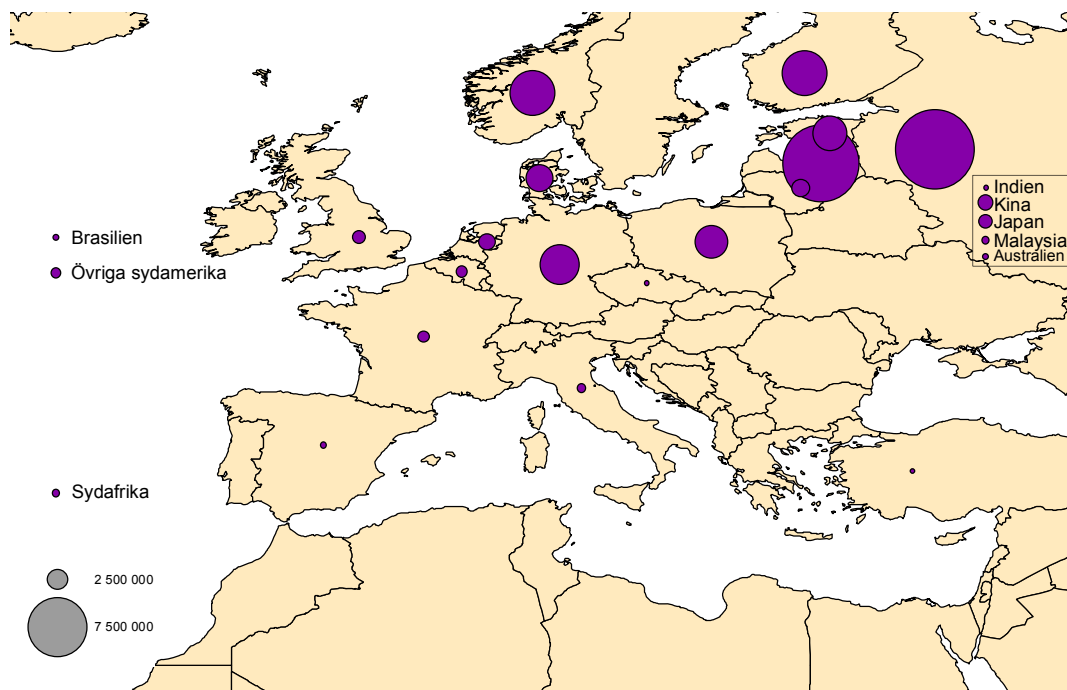 Indien
Kina
Japan
Malaysia
Australien
Brasilien
Övriga sydamerika
Sydafrika
2 500 000
7 500 000